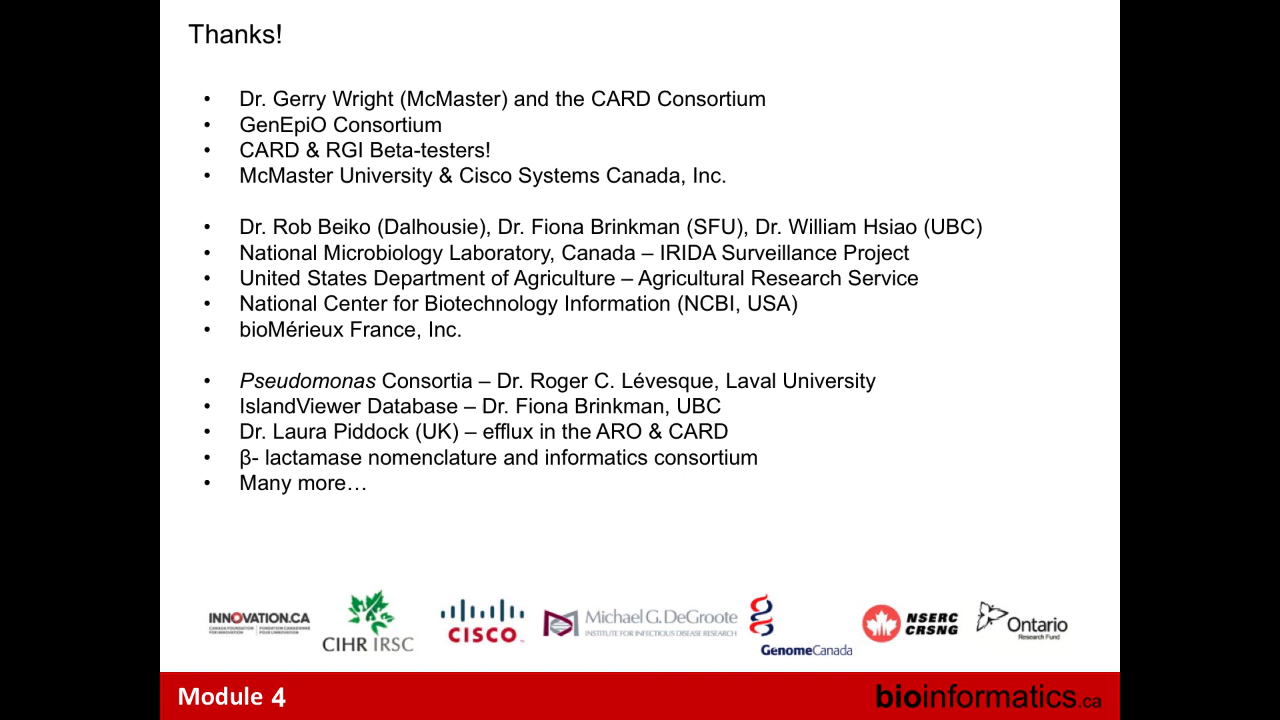 Thanks!
• Dr. Gerry Wright (McMaster) and the CARD Consortium
• GenEpiO Consortium
• CARD & RGI Beta-testers!
• McMaster University & Cisco Systems Canada, Inc.
• Dr. Rob Beiko (Dalhousie), Dr. Fiona Brinkman (SFU), Dr. William Hsiao (UBC)
• National Microbiology Laboratory, Canada – IRIDA Surveillance Project
• United States Department of Agriculture – Agricultural Research Service
• National Center for Biotechnology Information (NCBI, USA)
• bioMérieux France, Inc.
• Pseudomonas Consortia – Dr. Roger C. Lévesque, Laval University
• IslandViewer Database – Dr. Fiona Brinkman, UBC
• Dr. Laura Piddock (UK) – efflux in the ARO & CARD
• β- lactamase nomenclature and informatics consortium
• Many more…
INNOVATION.CA
CANADA FOUNDATION FOR INNOVATION | FONDATION CANADIENNE POUR L'INNOVATION
CIHR IRSC
CISCO
Michael G. DeGroote
INSTITUTE FOR INFECTIOUS DISEASE RESEARCH
GenomeCanada
NSERC
CRSNG
Ontario
Research Fund
Module 4
bioinformatics.ca